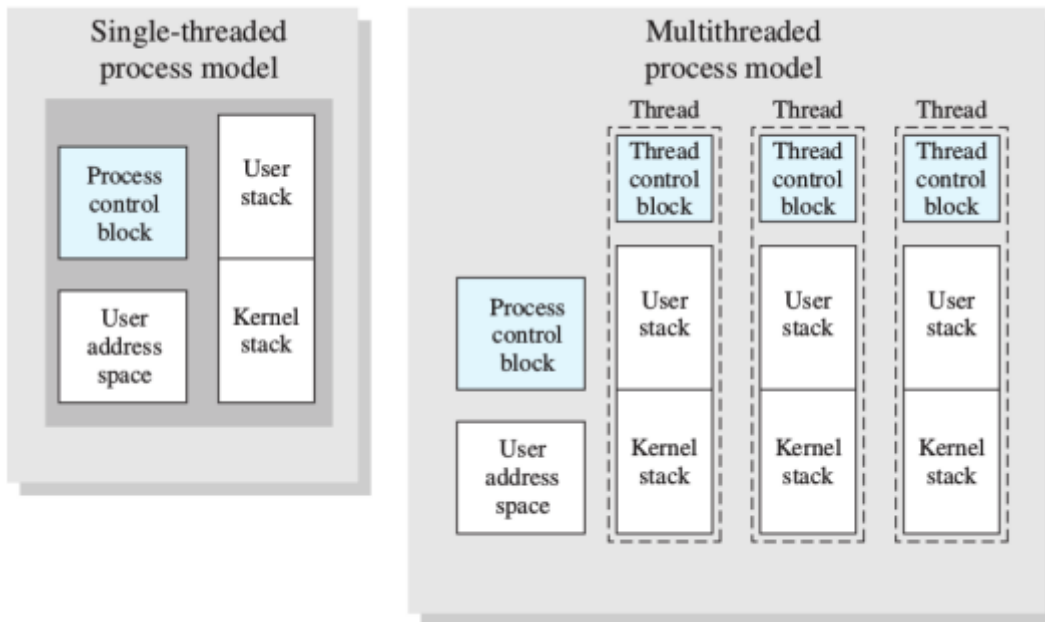 Single-threaded
process model
Process
control
block
User
stack
User
address
space
Kernel
stack
Multithreaded
process model
Thread
Thread
control
block
User
stack
Kernel
stack
Thread
Thread
control
block
User
stack
Kernel
stack
Thread
Thread
control
block
User
stack
Kernel
stack
Process
control
block
User
address
space